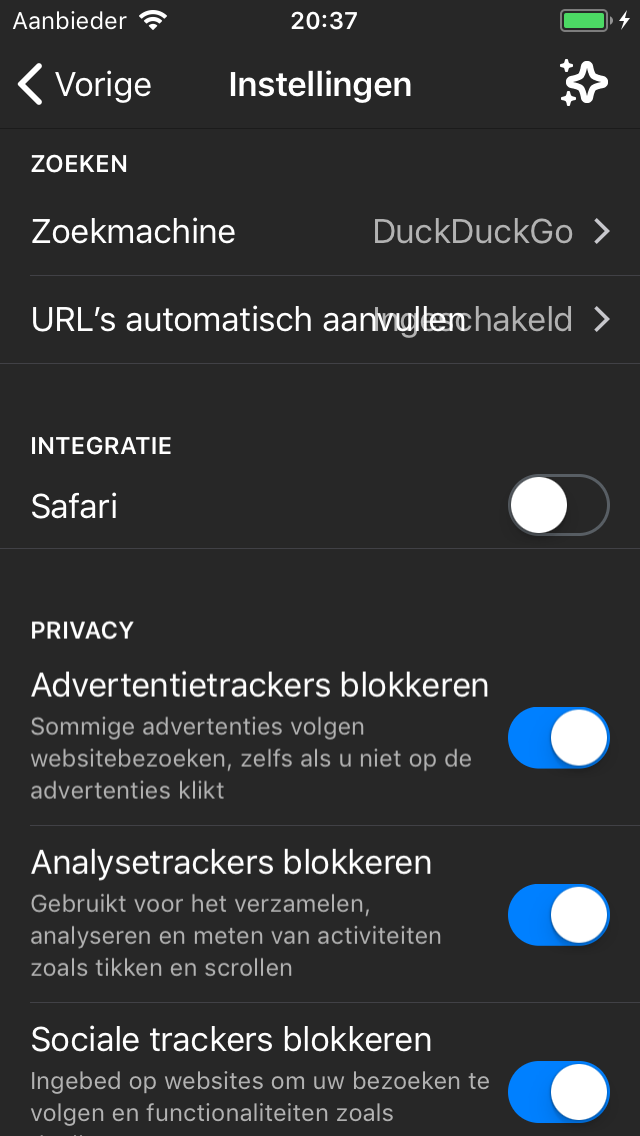 Aanbieder 20:37
Vorige Instellingen
ZOEKEN
Zoekmachine DuckDuckGo
URL's automatisch aanvullen Ingeschakeld
INTEGRATIE
Safari
PRIVACY
Advertentietrackers blokkeren
Sommige advertenties volgen
websitebezoeken, zelfs als u niet op de
advertenties klikt
Analysetrackers blokkeren
Gebruikt voor het verzamelen,
analyseren en meten van activiteiten
zoals tikken en scrollen
Sociale trackers blokkeren
Ingebed op websites om uw bezoeken te
volgen en functionaliteiten zoals